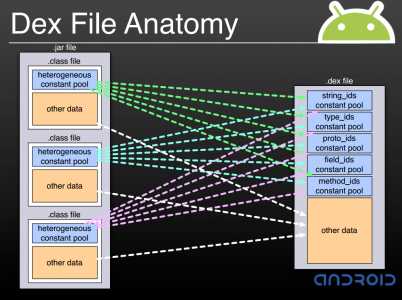 Dex File Anatomy
.jar file
.class file
heterogeneous
constant pool
other data
.class file
heterogeneous
constant pool
other data
.class file
heterogeneous
constant pool
other data
.dex file
string_ids
constant pool
type_ids
constant pool
proto_ids
constant pool
field_ids
constant pool
method_ids
constant pool
other data
ANDROID